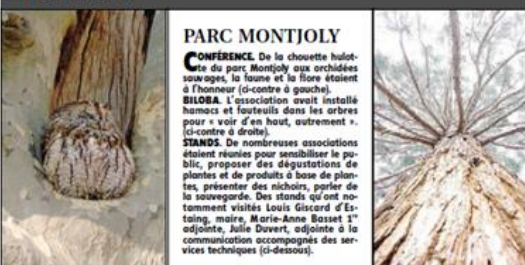 PARC MONTJOLY
CONFÉRENCE. De la chouette hulot-
te du parc Montjoly aux orchidées
sauvages, la faune et la flore étaient
à l'honneur (ci-contre à gauche).
BILOBA. L'association avait installé
hamacs et fauteuils dans les arbres
pour « voir d'en haut, autrement ».
(ci-contre à droite).
STANDS. De nombreuses associations
étaient réunies pour sensibiliser le pu-
blic, proposer des dégustations de
plantes et de produits à base de plan-
tes, présenter des nichoirs, parler de
la sauvegarde. Des stands qu'ont no-
tamment visités Louis Giscard d'Es-
taing, maire, Marie-Anne Basset 1re
adjointe, Julie Duvert, adjointe à la
communication accompagnés des ser-
vices techniques (ci-dessous).